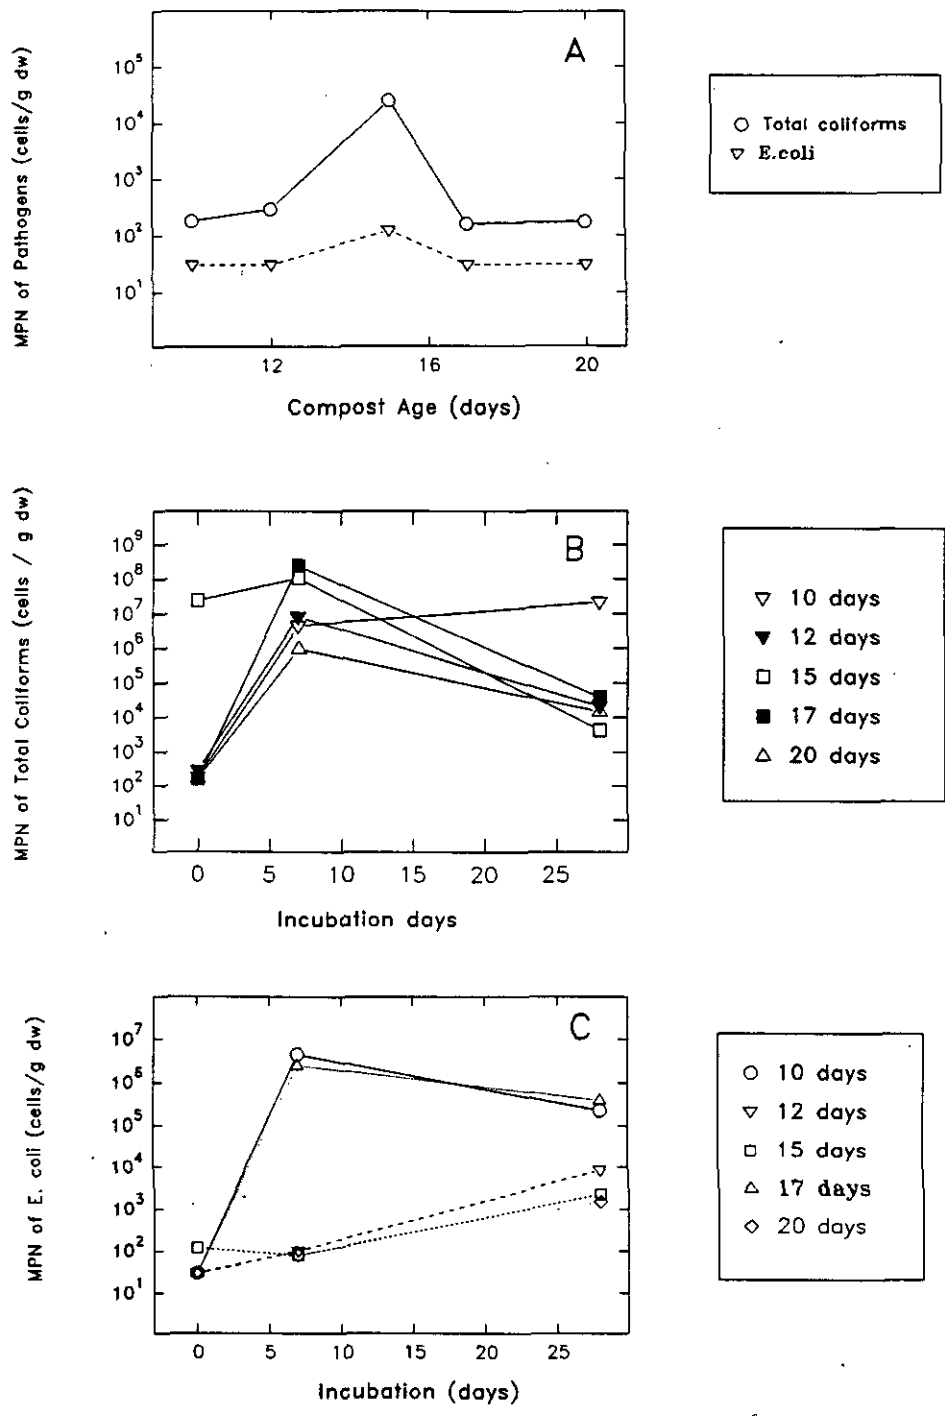 MPN of Pathogens (cells/g dw)
10^5
10^4
10^3
10^2
10^1
A
12
16
20
Compost Age (days)
Total coliforms
E.coli
MPN of Total Coliforms (cells / g dw)
10^9
10^8
10^7
10^6
10^5
10^4
10^3
10^2
10^1
B
0 5 10 15 20 25
Incubation days
10 days
12 days
15 days
17 days
20 days
MPN of E. coli (cells/g dw)
10^7
10^6
10^5
10^4
10^3
10^2
10^1
C
0 5 10 15 20 25
Incubation (days)
10 days
12 days
15 days
17 days
20 days